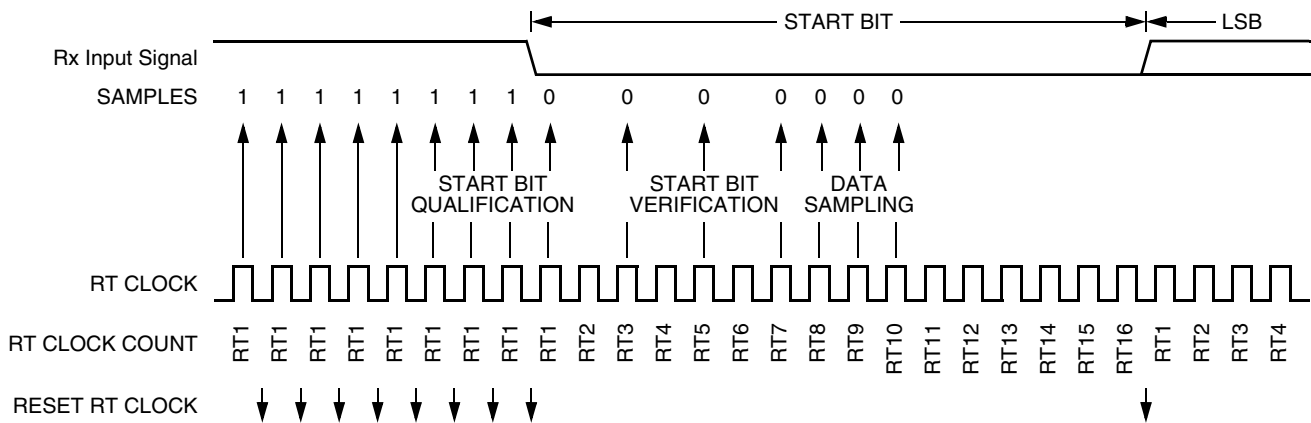 START BIT LSB
Rx Input Signal
SAMPLES 1 1 1 1 1 1 1 1 0 0 0 0 0 0 0
START BIT QUALIFICATION
START BIT VERIFICATION
DATA SAMPLING
RT CLOCK
RT CLOCK COUNT RT1 RT1 RT1 RT1 RT1 RT1 RT1 RT1 RT1 RT2 RT3 RT4 RT5 RT6 RT7 RT8 RT9 RT10 RT11 RT12 RT13 RT14 RT15 RT16 RT1 RT2 RT3 RT4
RESET RT CLOCK